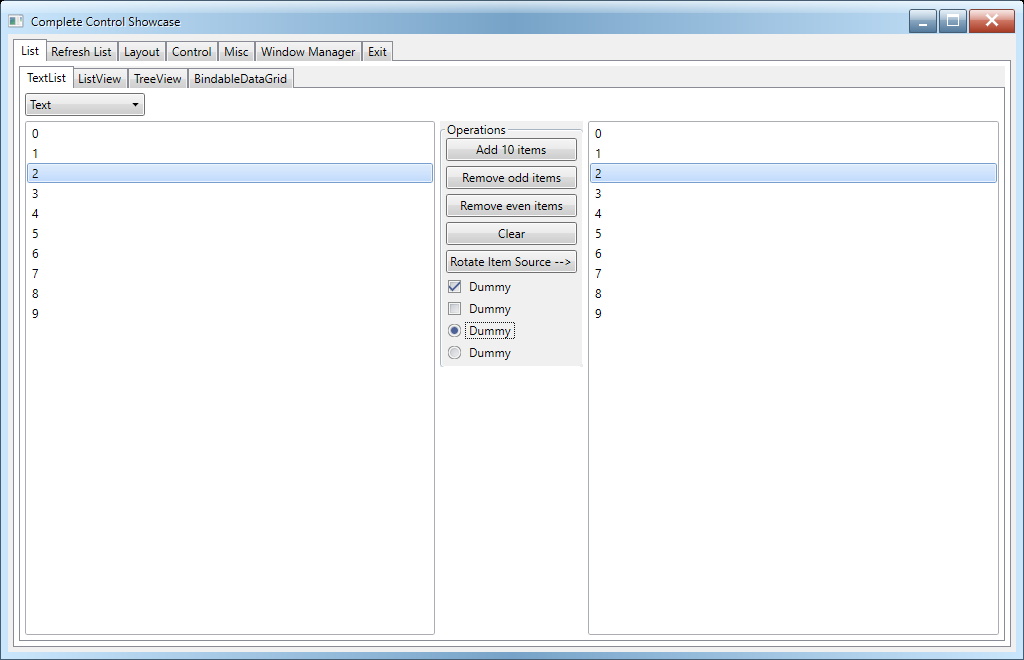 Complete Control Showcase
List Refresh List Layout Control Misc Window Manager Exit
TextList ListView TreeView BindableDataGrid
Text
0
1
2
3
4
5
6
7
8
9
Operations
Add 10 items
Remove odd items
Remove even items
Clear
Rotate Item Source -->
Dummy
Dummy
Dummy
Dummy
0
1
2
3
4
5
6
7
8
9